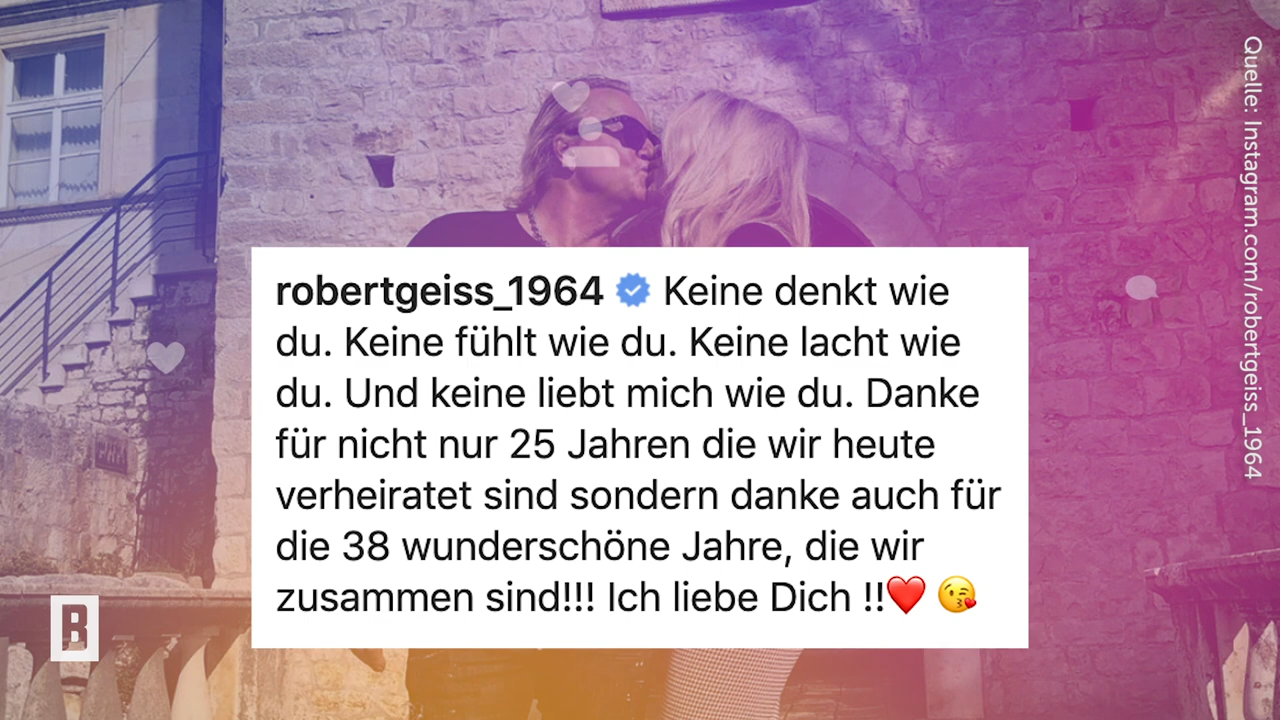 robertgeiss_1964 Keine denkt wie
du. Keine fühlt wie du. Keine lacht wie
du. Und keine liebt mich wie du. Danke
für nicht nur 25 Jahren die wir heute
verheiratet sind sondern danke auch für
die 38 wunderschöne Jahre, die wir
zusammen sind!!! Ich liebe Dich !!❤️ 😘
Quelle: Instagram.com/robertgeiss_1964
B